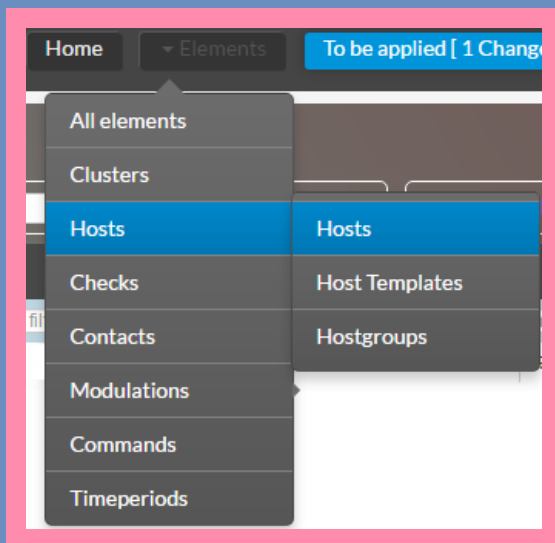 Home
Elements
To be applied [ 1 Change
All elements
Clusters
Hosts
Checks
Contacts
Modulations
Commands
Timeperiods
Hosts
Host Templates
Hostgroups